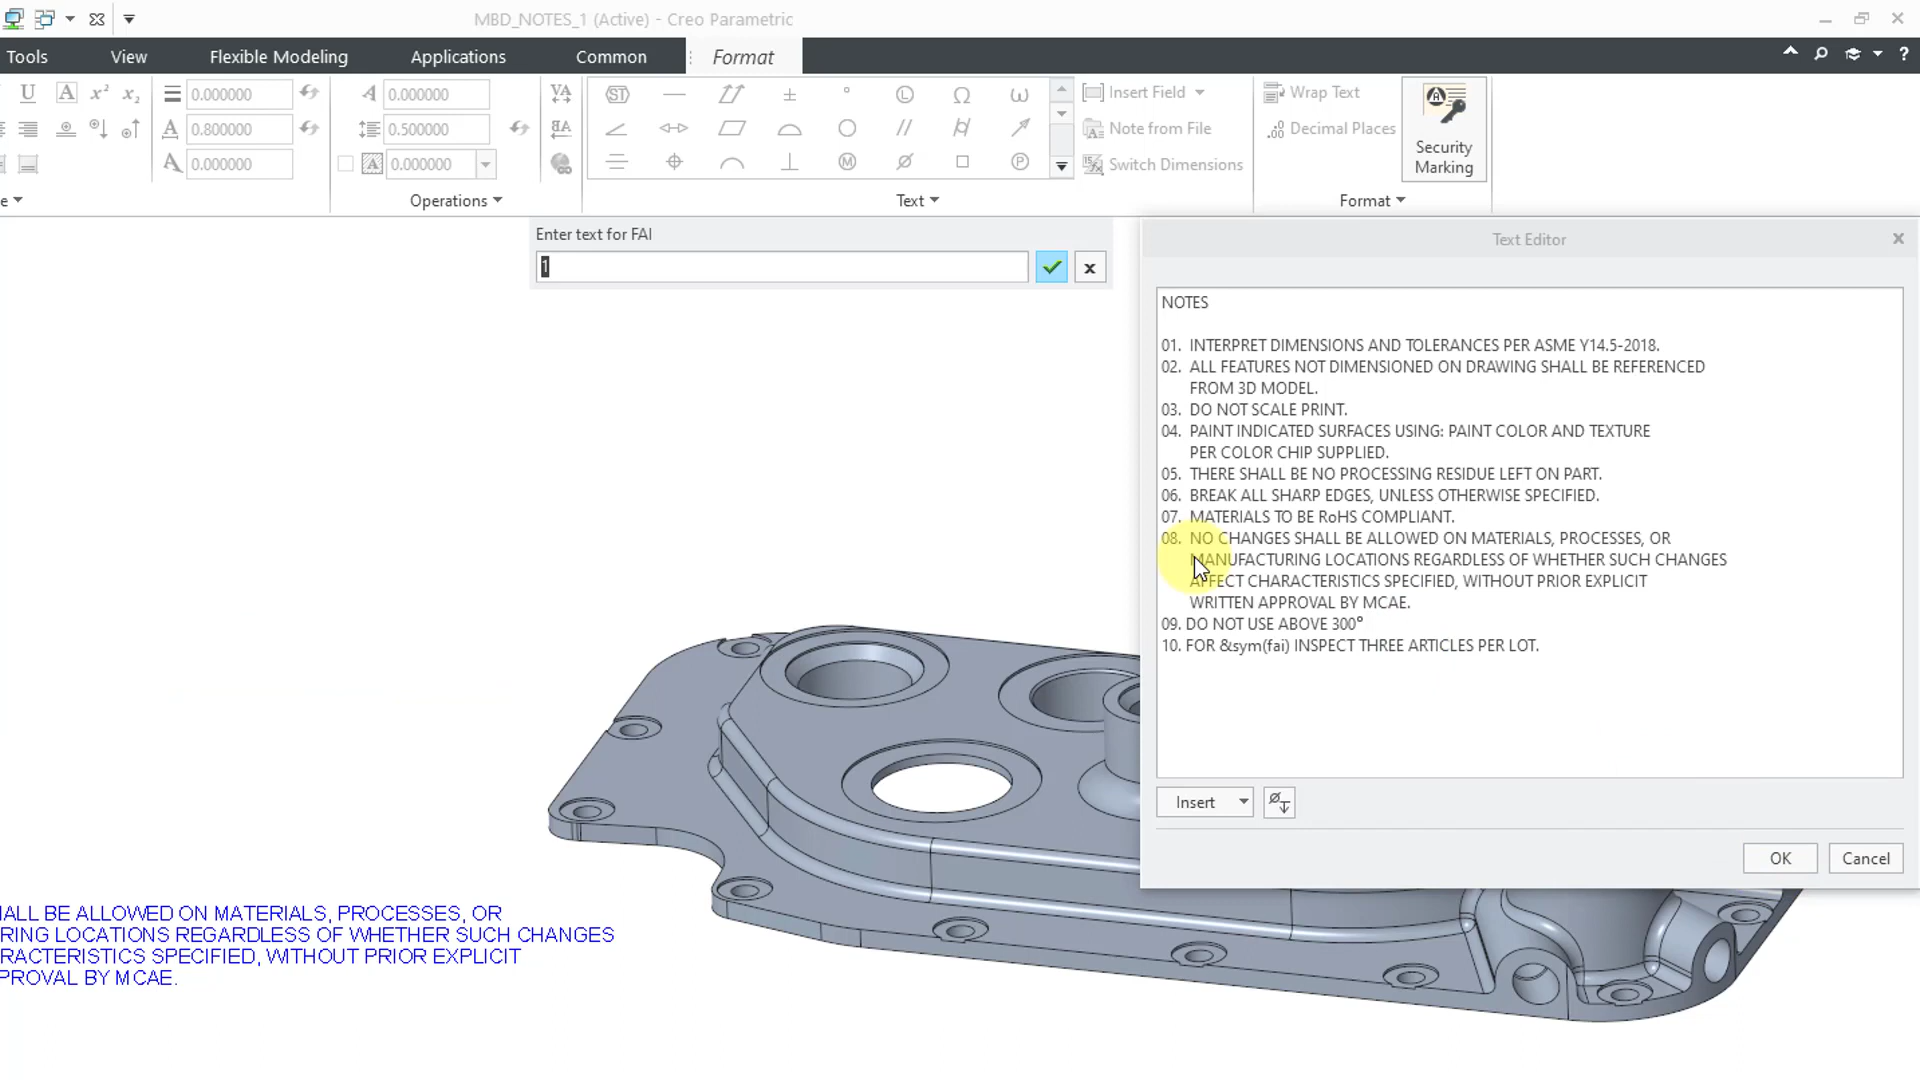 MBD_NOTES_1 (Active) - Creo Parametric
Tools View Flexible Modeling Applications Common Format
U A x² x₂ 0.000000 0.000000 Insert Field Wrap Text
0.800000 0.500000 Note from File Decimal Places
0.000000 0.000000 Switch Dimensions Security Marking
e Operations Text Format
Enter text for FAI
1
Text Editor
NOTES
01. INTERPRET DIMENSIONS AND TOLERANCES PER ASME Y14.5-2018.
02. ALL FEATURES NOT DIMENSIONED ON DRAWING SHALL BE REFERENCED
FROM 3D MODEL.
03. DO NOT SCALE PRINT.
04. PAINT INDICATED SURFACES USING: PAINT COLOR AND TEXTURE
PER COLOR CHIP SUPPLIED.
05. THERE SHALL BE NO PROCESSING RESIDUE LEFT ON PART.
06. BREAK ALL SHARP EDGES, UNLESS OTHERWISE SPECIFIED.
07. MATERIALS TO BE RoHS COMPLIANT.
08. NO CHANGES SHALL BE ALLOWED ON MATERIALS, PROCESSES, OR
MANUFACTURING LOCATIONS REGARDLESS OF WHETHER SUCH CHANGES
AFFECT CHARACTERISTICS SPECIFIED, WITHOUT PRIOR EXPLICIT
WRITTEN APPROVAL BY MCAE.
09. DO NOT USE ABOVE 300°
10. FOR &sym(fai) INSPECT THREE ARTICLES PER LOT.
Insert
OK Cancel
ALL BE ALLOWED ON MATERIALS, PROCESSES, OR
RING LOCATIONS REGARDLESS OF WHETHER SUCH CHANGES
RACTERISTICS SPECIFIED, WITHOUT PRIOR EXPLICIT
PROVAL BY MCAE.